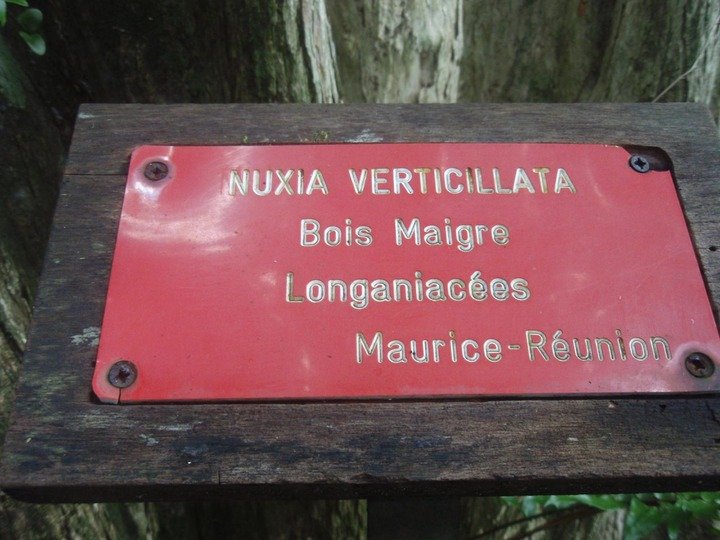 NUXIA VERTICILLATA
Bois Maigre
Longaniacées
Maurice-Réunion